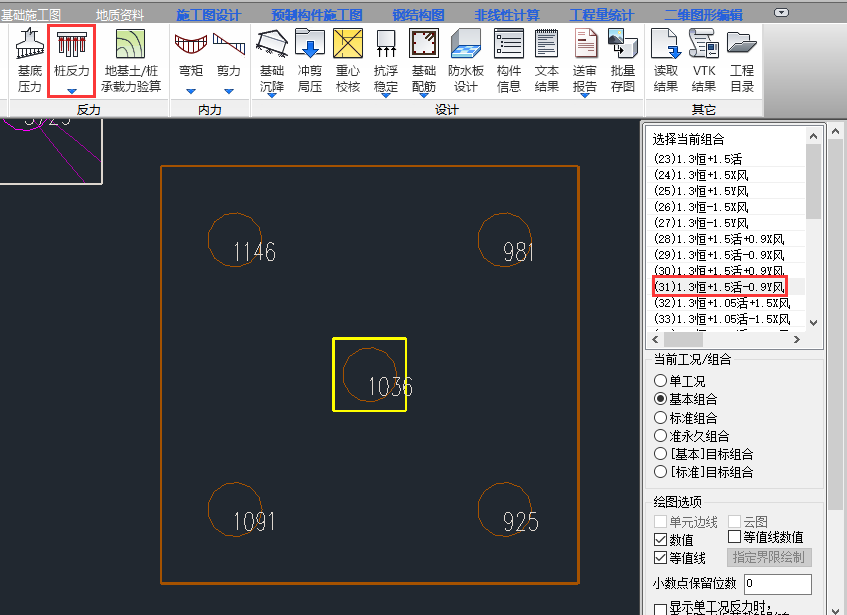 基础施工图 地质资料 施工图设计 预制构件施工图 钢结构图 非线性计算 工程量统计 二维图形编辑
基底 桩反力 地基土/桩 弯矩 剪力 基础 冲剪 重心 抗浮 基础 防水板 构件 文本 送审 批量 读取 VTK 工程
压力 承载力验算 沉降 局压 校核 稳定 配筋 设计 信息 结果 报告 存图 结果 结果 目录
反力 内力 设计 其它
3725
1146
981
1036
1091
925
选择当前组合
(23)1.3恒+1.5活
(24)1.3恒+1.5X风
(25)1.3恒+1.5Y风
(26)1.3恒-1.5X风
(27)1.3恒-1.5Y风
(28)1.3恒+1.5活+0.9X风
(29)1.3恒+1.5活-0.9X风
(30)1.3恒+1.5活+0.9Y风
(31)1.3恒+1.5活-0.9Y风
(32)1.3恒+1.05活+1.5X风
(33)1.3恒+1.05活-1.5X风
当前工况/组合
单工况
基本组合
标准组合
准永久组合
[基本]目标组合
[标准]目标组合
绘图选项
单元边线 云图
数值 等值线数值
等值线 指定界限绘制
小数点保留位数 0
显示单工况反力时，